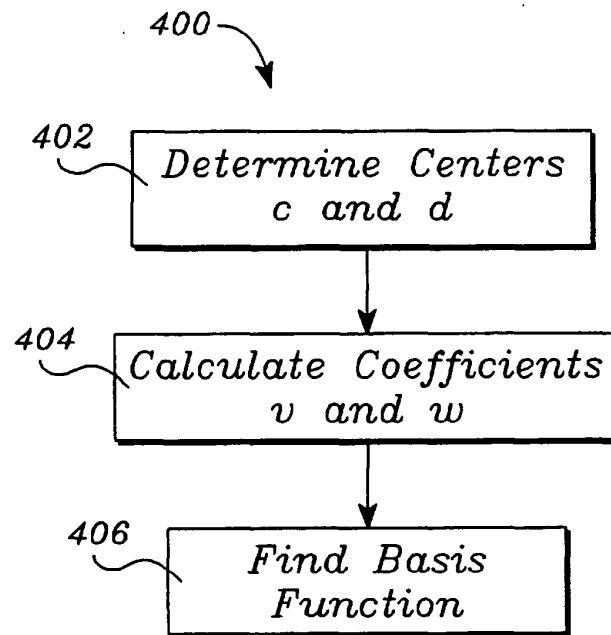 400
402
Determine Centers
c and d
404
Calculate Coefficients
v and w
406
Find Basis
Function